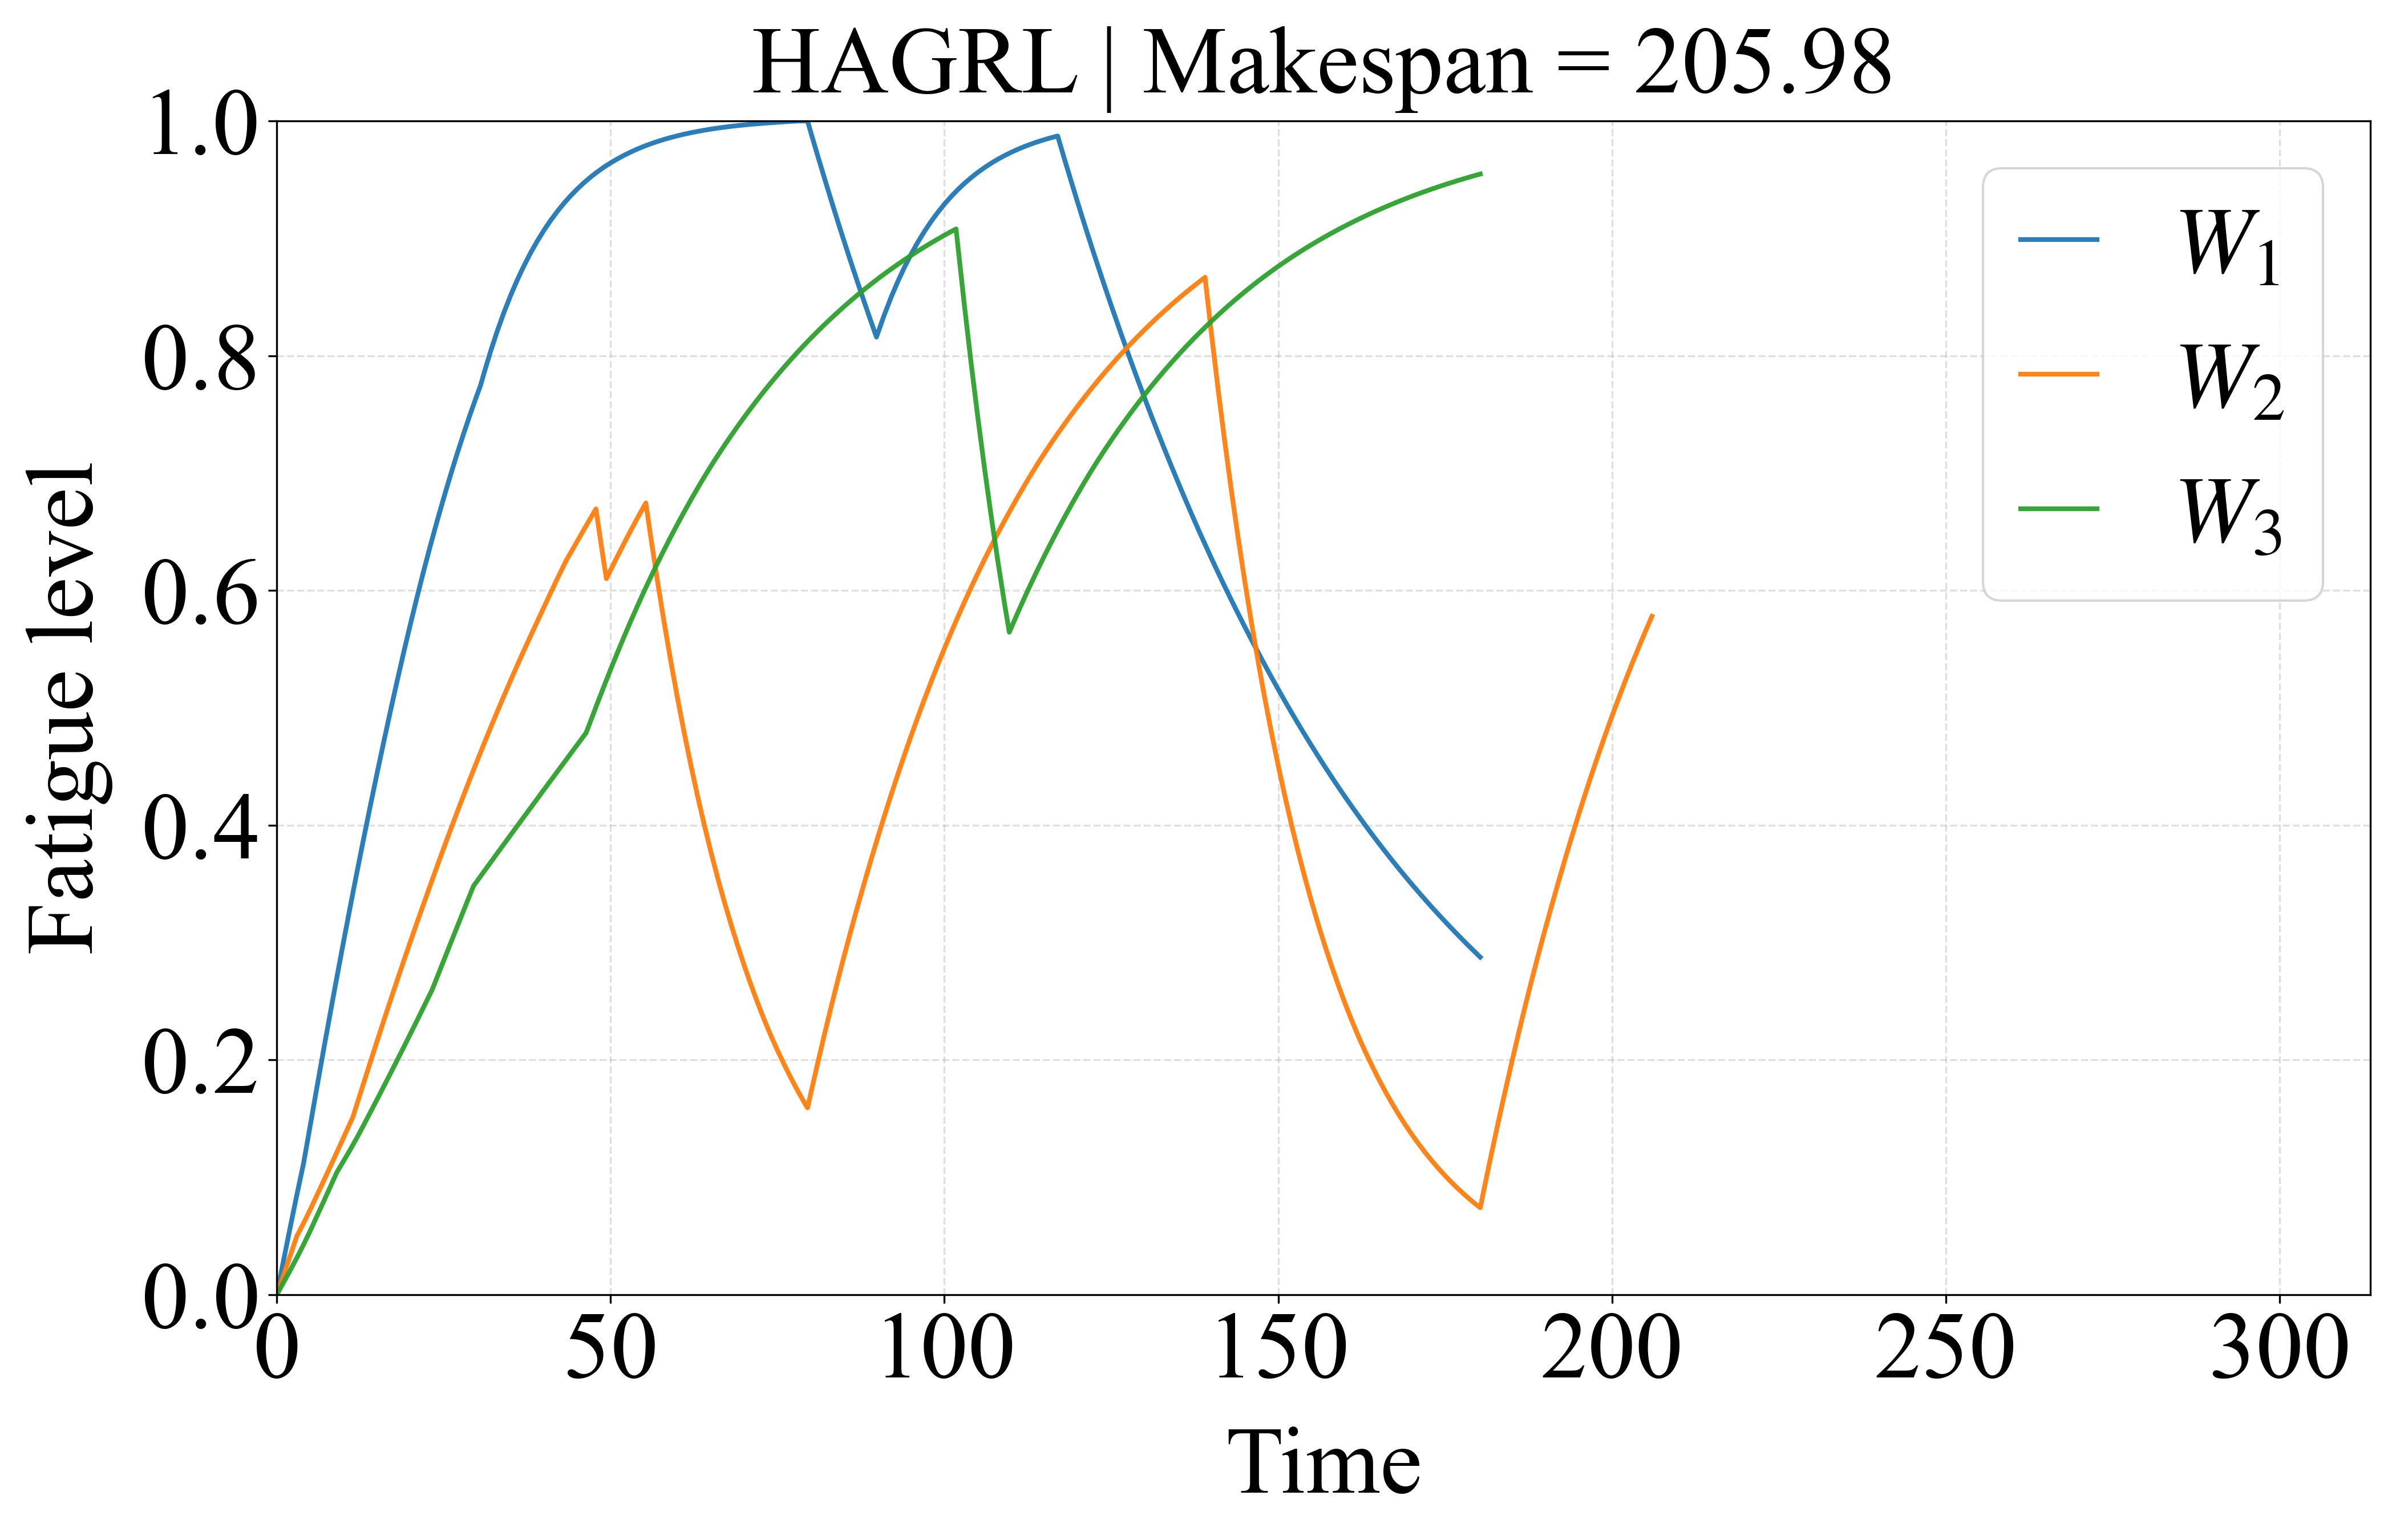 HAGRL | Makespan = 205.98
Fatigue level
1.0
0.8
0.6
0.4
0.2
0.0
0 50 100 150 200 250 300
Time
W₁
W₂
W₃